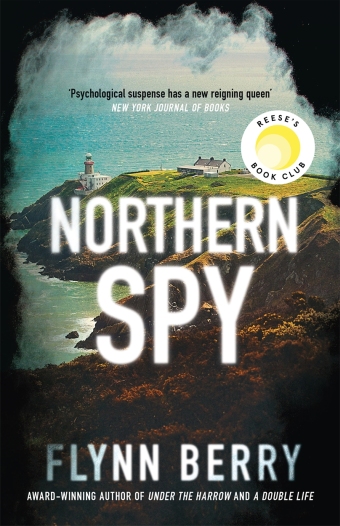 'Psychological suspense has a new reigning queen'
NEW YORK JOURNAL OF BOOKS
REESE'S
BOOK CLUB
NORTHERN
SPY
FLYNN BERRY
AWARD-WINNING AUTHOR OF UNDER THE HARROW AND A DOUBLE LIFE